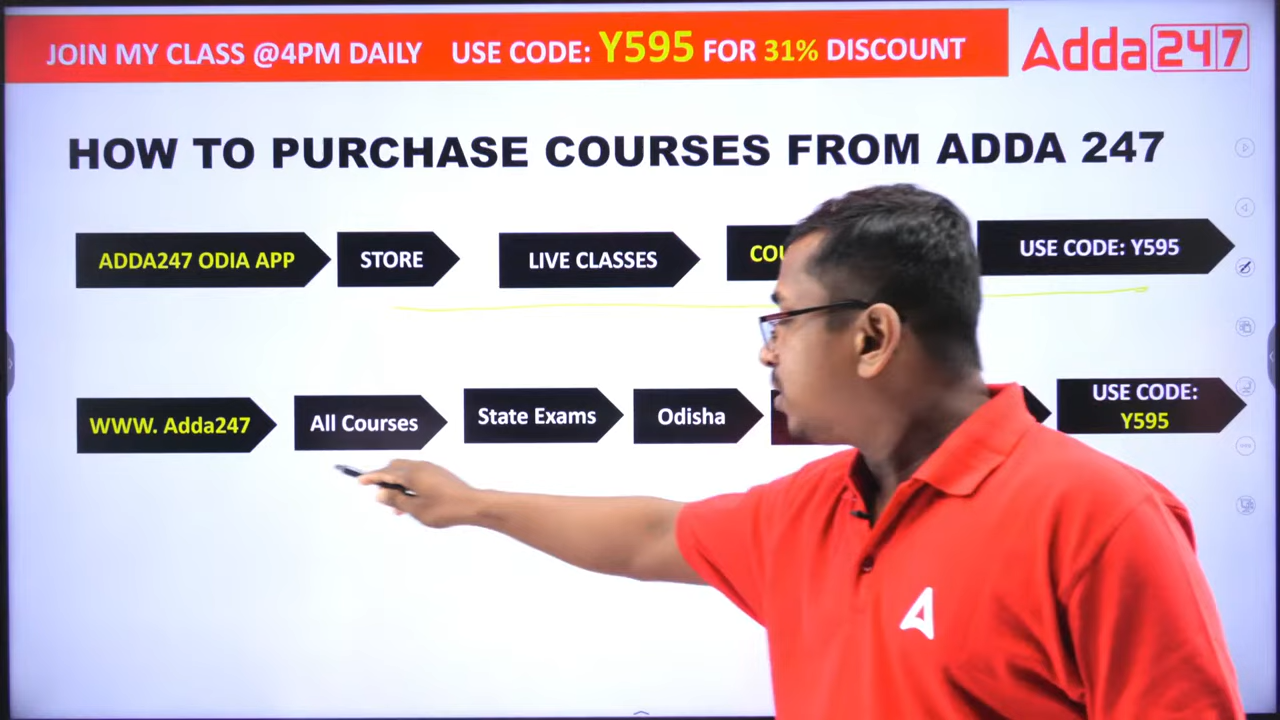 JOIN MY CLASS @4PM DAILY USE CODE: Y595 FOR 31% DISCOUNT
Adda247
HOW TO PURCHASE COURSES FROM ADDA 247
ADDA247 ODIA APP STORE LIVE CLASSES USE CODE: Y595
WWW. Adda247 All Courses State Exams Odisha USE CODE:
Y595